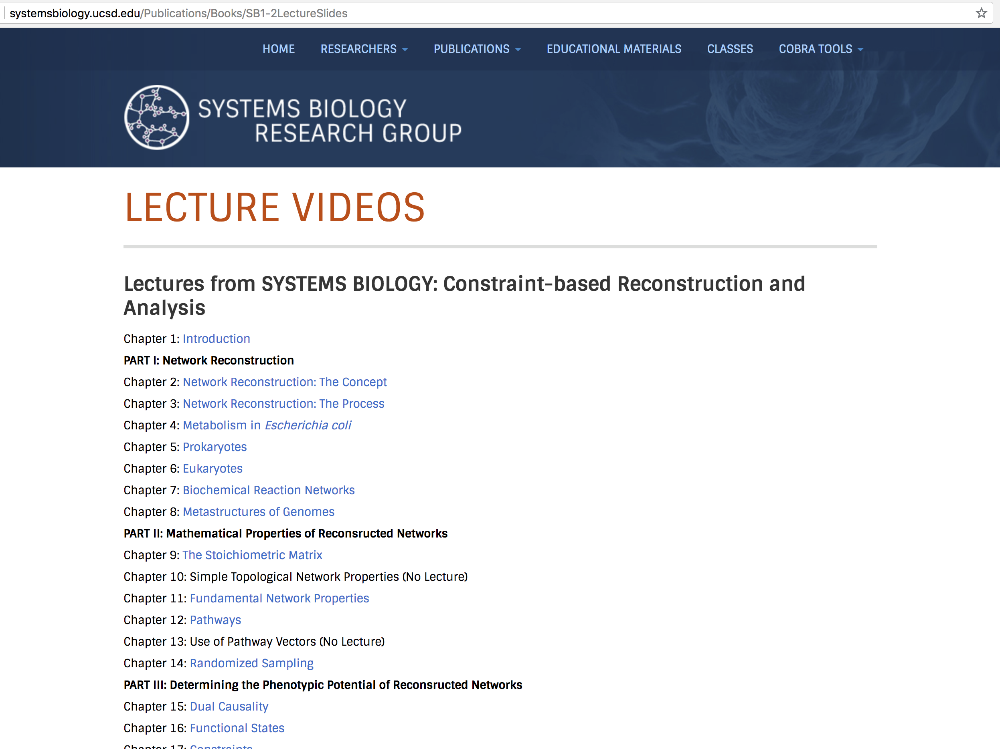 systemsbiology.ucsd.edu/Publications/Books/SB1-2LectureSlides
HOME RESEARCHERS PUBLICATIONS EDUCATIONAL MATERIALS CLASSES COBRA TOOLS
SYSTEMS BIOLOGY
RESEARCH GROUP
LECTURE VIDEOS
Lectures from SYSTEMS BIOLOGY: Constraint-based Reconstruction and
Analysis
Chapter 1: Introduction
PART I: Network Reconstruction
Chapter 2: Network Reconstruction: The Concept
Chapter 3: Network Reconstruction: The Process
Chapter 4: Metabolism in Escherichia coli
Chapter 5: Prokaryotes
Chapter 6: Eukaryotes
Chapter 7: Biochemical Reaction Networks
Chapter 8: Metastructures of Genomes
PART II: Mathematical Properties of Reconsructed Networks
Chapter 9: The Stoichiometric Matrix
Chapter 10: Simple Topological Network Properties (No Lecture)
Chapter 11: Fundamental Network Properties
Chapter 12: Pathways
Chapter 13: Use of Pathway Vectors (No Lecture)
Chapter 14: Randomized Sampling
PART III: Determining the Phenotypic Potential of Reconsructed Networks
Chapter 15: Dual Causality
Chapter 16: Functional States
Chapter 17: Constraints